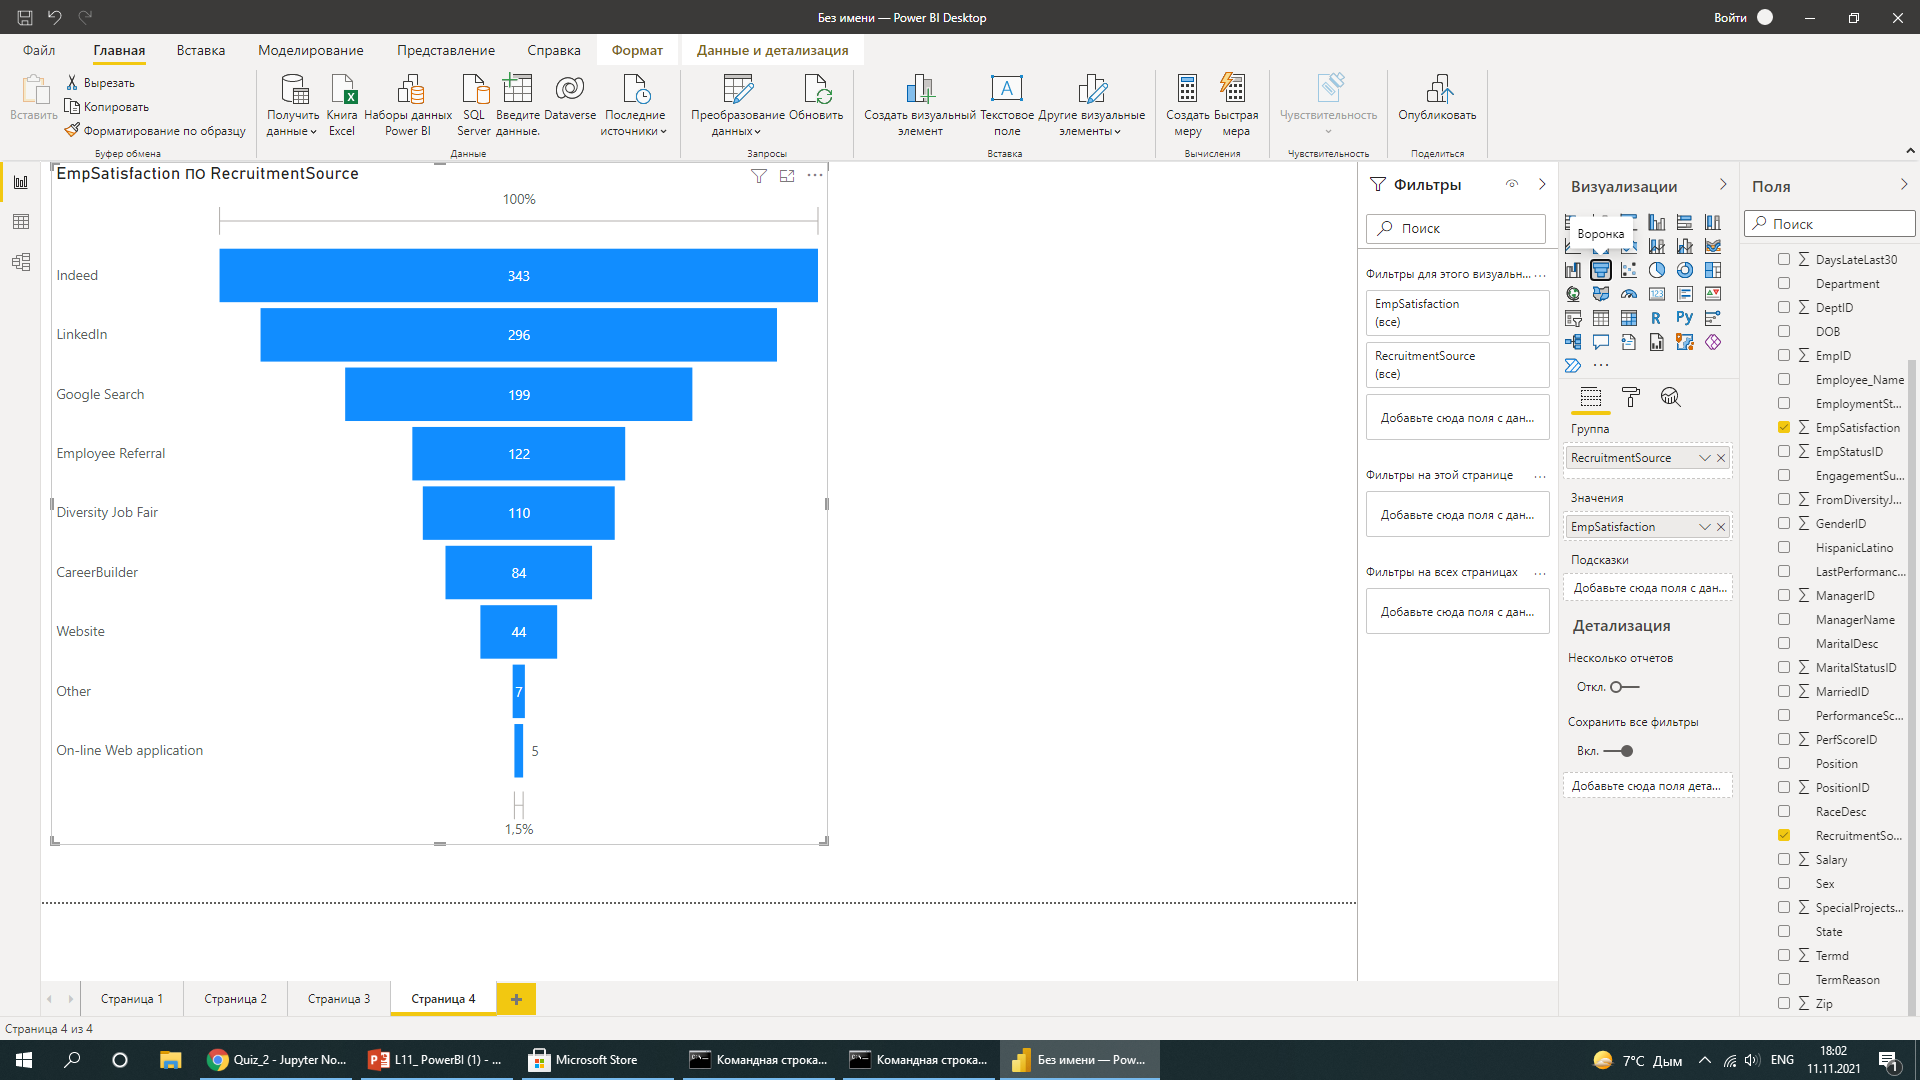 Без имени — Power BI Desktop
Войти
Файл
Главная
Вставка
Моделирование
Представление
Справка
Формат
Данные и детализация
Вставить
Вырезать
Копировать
Форматирование по образцу
Буфер обмена
Получить данные
Книга Excel
Наборы данных Power BI
SQL Server
Введите данные.
Dataverse
Последние источники
Данные
Преобразование данных
Обновить
Запросы
Создать визуальный элемент
Текстовое поле
Другие визуальные элементы
Вставка
Создать меру
Быстрая мера
Вычисления
Чувствительность
Чувствительность
Опубликовать
Поделиться
EmpSatisfaction по RecruitmentSource
100%
Indeed
343
LinkedIn
296
Google Search
199
Employee Referral
122
Diversity Job Fair
110
CareerBuilder
84
Website
44
Other
7
On-line Web application
5
1,5%
Фильтры
Поиск
Фильтры для этого визуальн... ...
EmpSatisfaction
(все)
RecruitmentSource
(все)
Добавьте сюда поля с дан...
Фильтры на этой странице ...
Добавьте сюда поля с дан...
Фильтры на всех страницах ...
Добавьте сюда поля с дан...
Визуализации
Воронка
R
Py
123
...
Группа
RecruitmentSource
Значения
EmpSatisfaction
Подсказки
Добавьте сюда поля с дан...
Детализация
Несколько отчетов
Откл.
Сохранить все фильтры
Вкл.
Добавьте сюда поля дета...
Поля
Поиск
∑ DaysLateLast30
Department
∑ DeptID
DOB
∑ EmpID
Employee_Name
EmploymentSt...
∑ EmpSatisfaction
∑ EmpStatusID
EngagementSu...
∑ FromDiversityJ...
∑ GenderID
HispanicLatino
LastPerformanc...
∑ ManagerID
ManagerName
MaritalDesc
∑ MaritalStatusID
∑ MarriedID
PerformanceSc...
∑ PerfScoreID
Position
∑ PositionID
RaceDesc
RecruitmentSo...
∑ Salary
Sex
∑ SpecialProjects...
State
∑ Termd
TermReason
∑ Zip
Страница 1
Страница 2
Страница 3
Страница 4
+
Страница 4 из 4
Quiz_2 - Jupyter No...
L11_ PowerBI (1) - ...
Microsoft Store
Командная строка...
Командная строка...
Без имени — Pow...
7°C Дым
ENG
18:02
11.11.2021
1